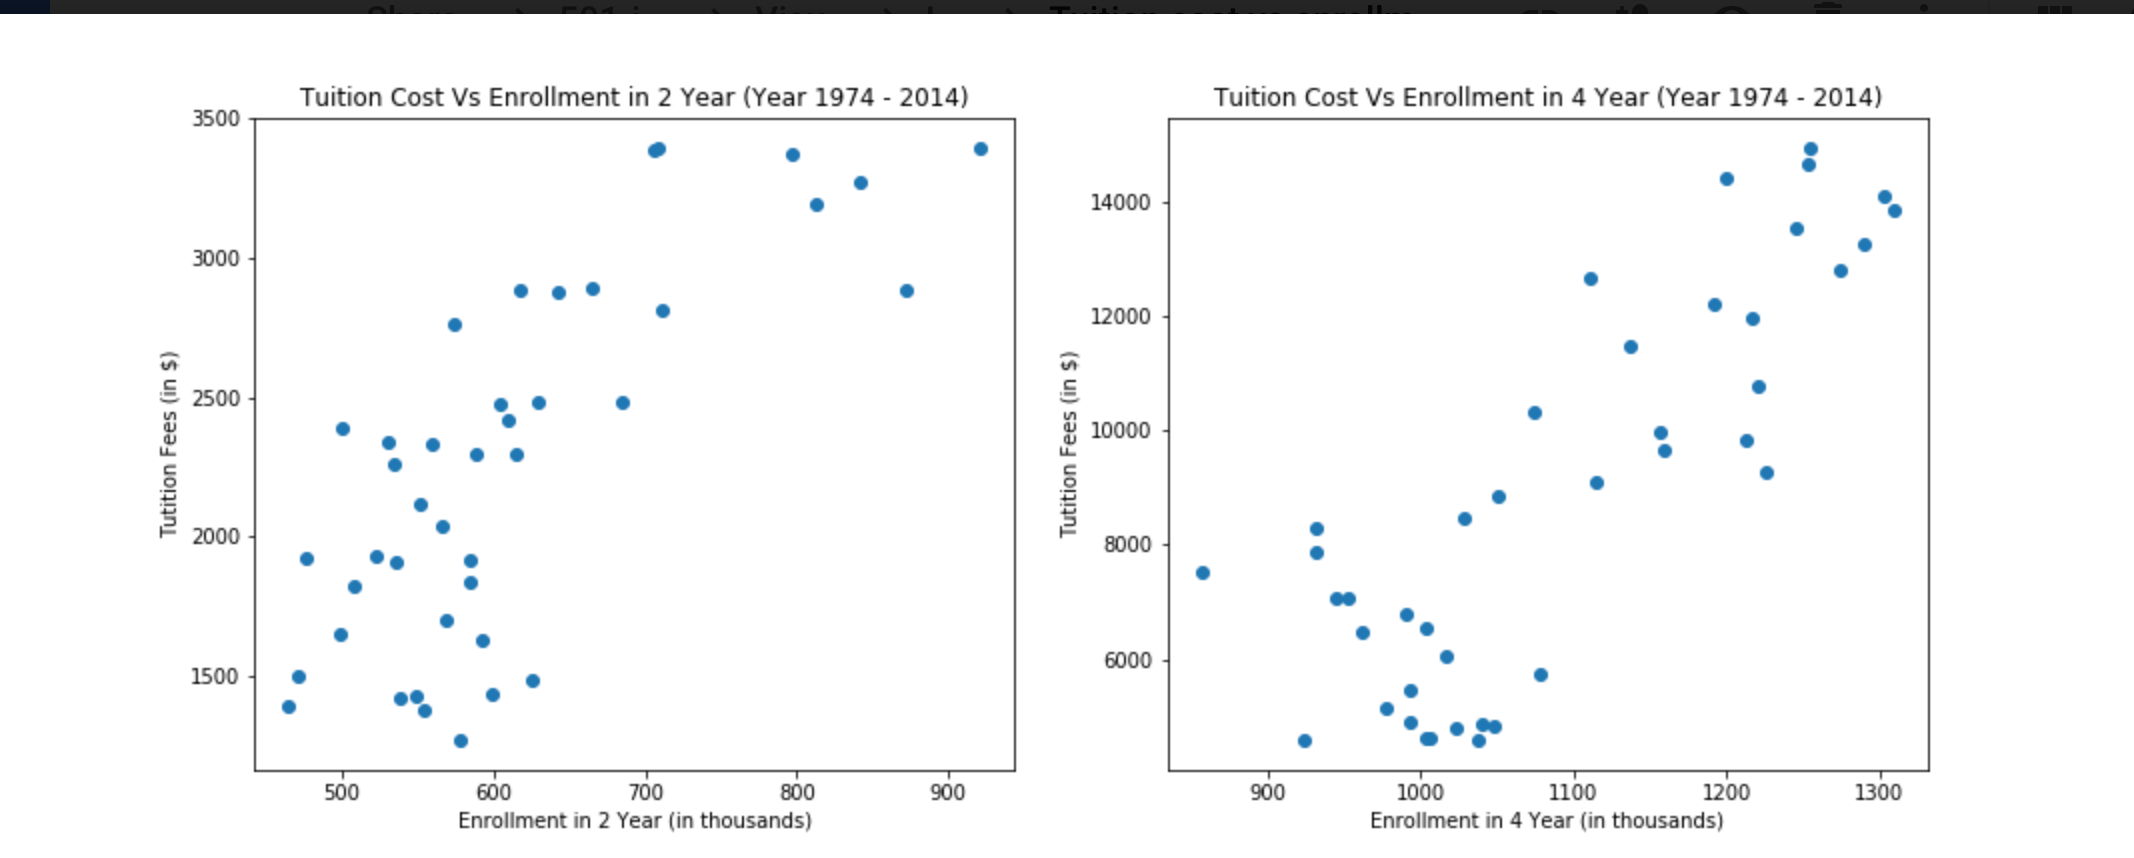 Tuition Cost Vs Enrollment in 2 Year (Year 1974 - 2014)
3500
3000
2500
2000
1500
Tutition Fees (in $)
500 600 700 800 900
Enrollment in 2 Year (in thousands)
Tuition Cost Vs Enrollment in 4 Year (Year 1974 - 2014)
14000
12000
10000
8000
6000
Tutition Fees (in $)
900 1000 1100 1200 1300
Enrollment in 4 Year (in thousands)